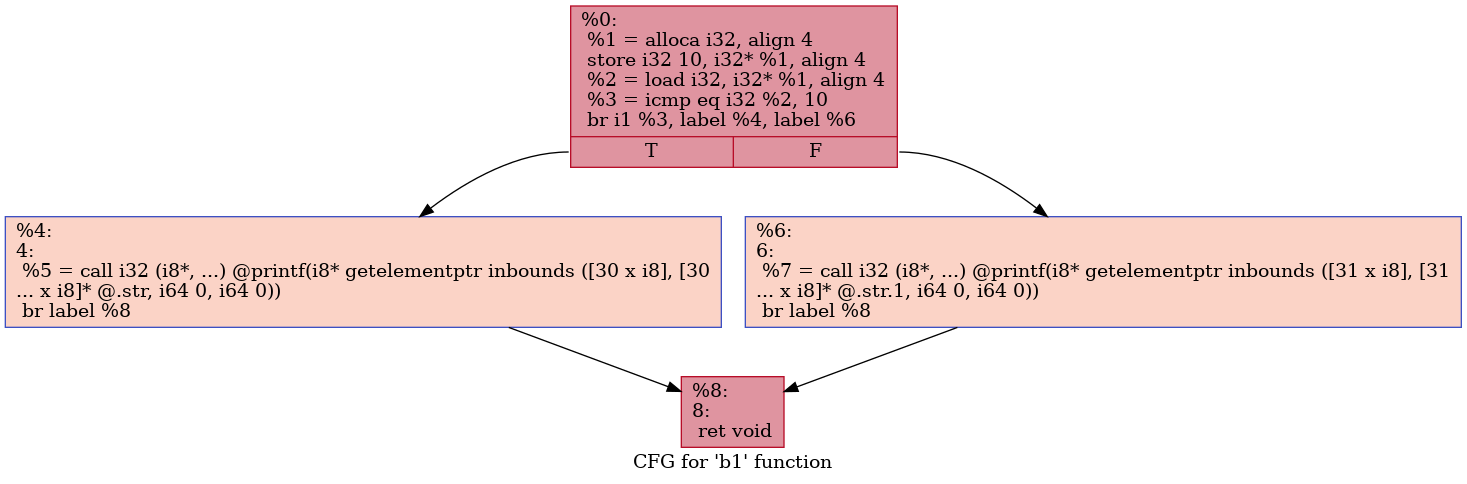 %0:
%1 = alloca i32, align 4
store i32 10, i32* %1, align 4
%2 = load i32, i32* %1, align 4
%3 = icmp eq i32 %2, 10
br i1 %3, label %4, label %6
T F
%4:
4:
%5 = call i32 (i8*, ...) @printf(i8* getelementptr inbounds ([30 x i8], [30
... x i8]* @.str, i64 0, i64 0))
br label %8
%6:
6:
%7 = call i32 (i8*, ...) @printf(i8* getelementptr inbounds ([31 x i8], [31
... x i8]* @.str.1, i64 0, i64 0))
br label %8
%8:
8:
ret void
CFG for 'b1' function